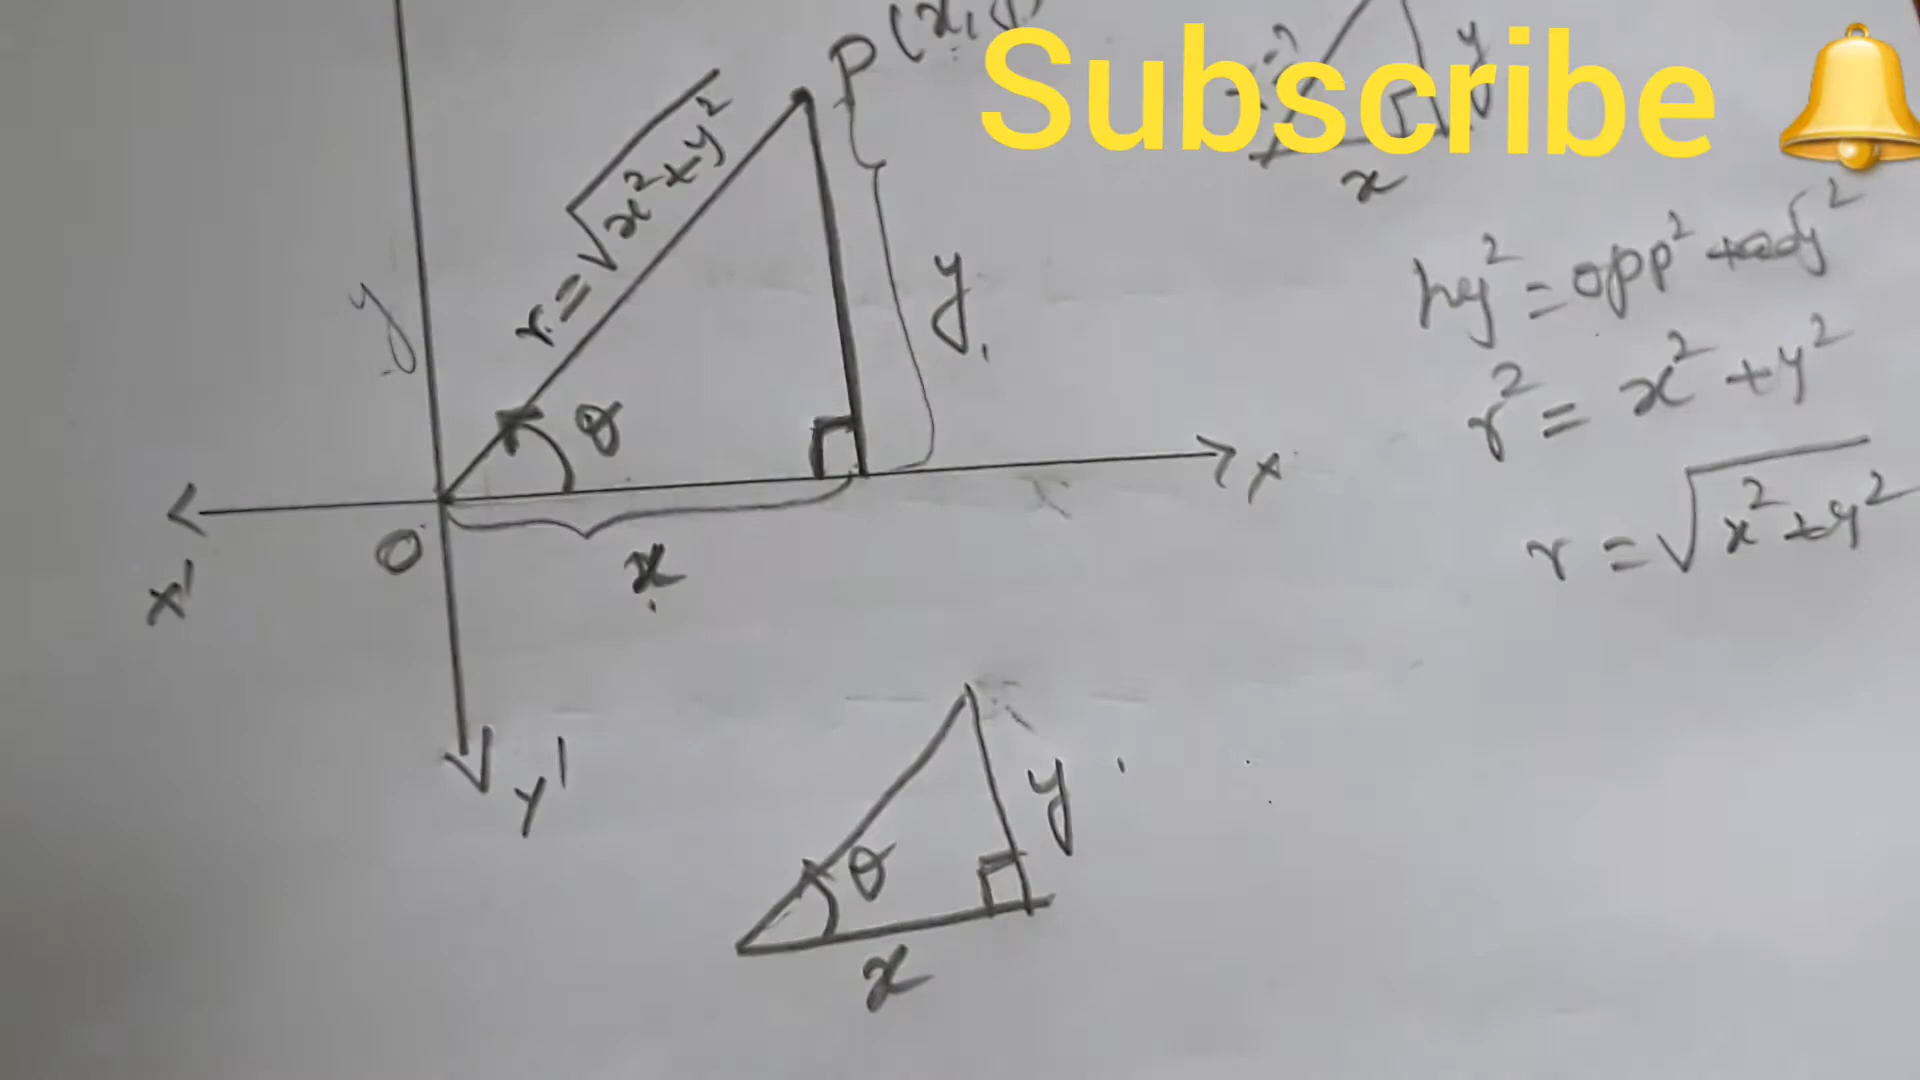 P(x,y)
Subscribe
y
r=√x²+y²
y
x
hy²=opp²+adj²
r²=x²+y²
r=√x²+y²
y
θ
x
O
x'
x
y'
θ
y'
x